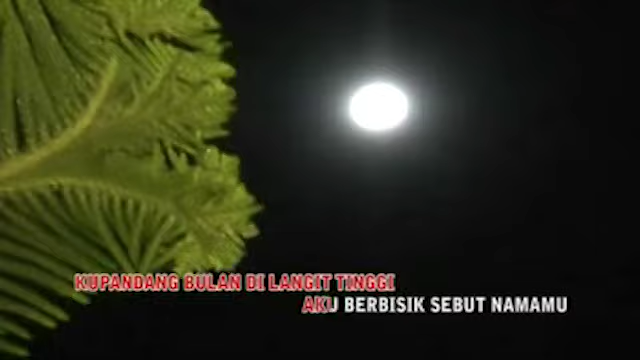 KUPANDANG BULAN DI LANGIT TINGGI
AKU BERBISIK SEBUT NAMAMU